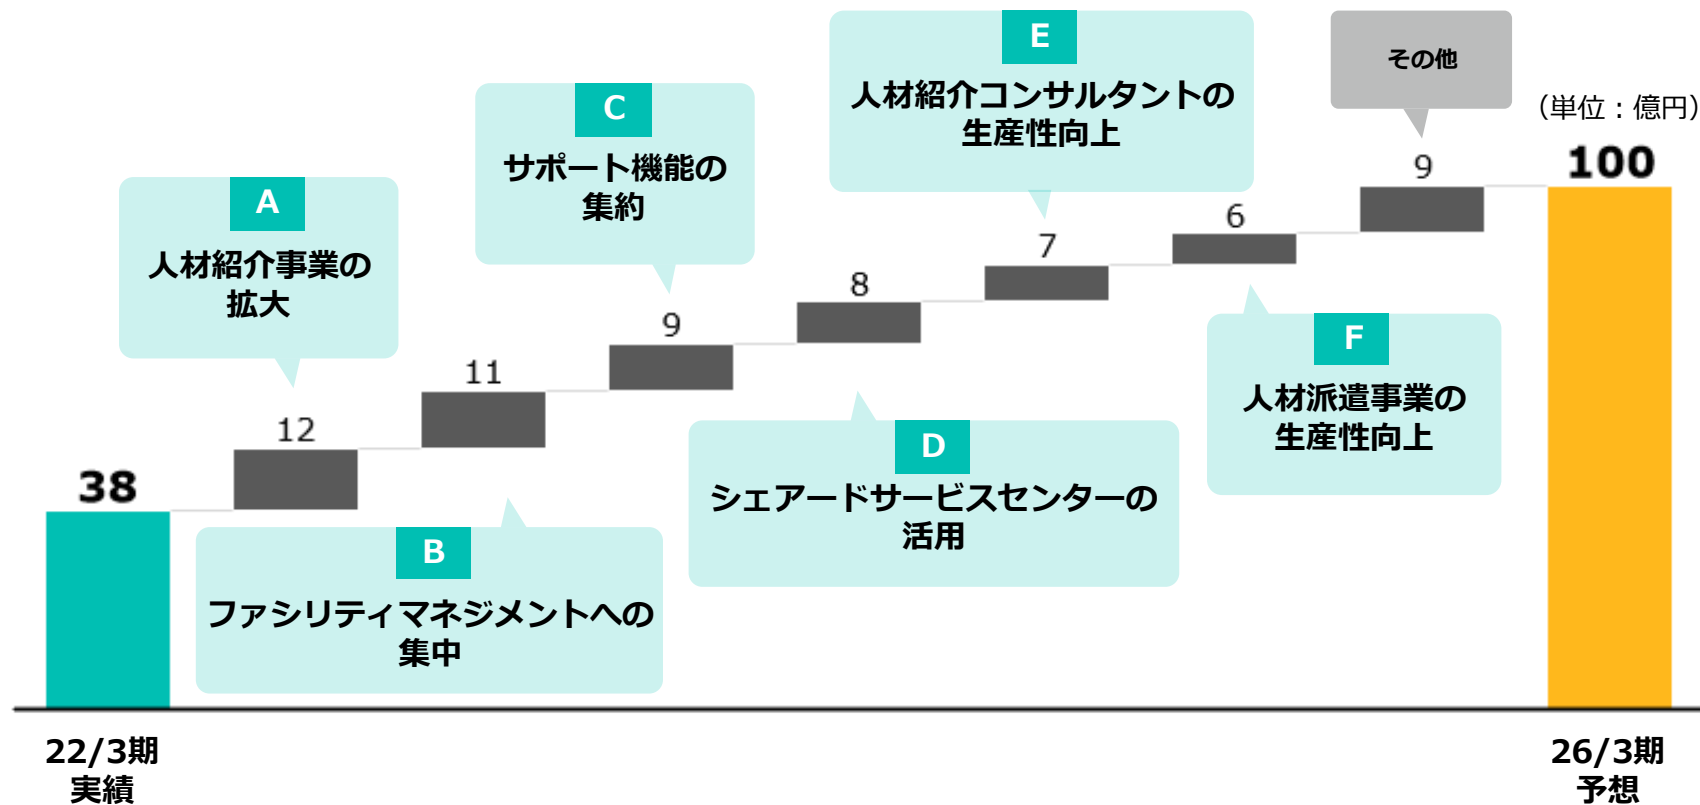 E
人材紹介コンサルタントの
生産性向上
その他
（単位：億円）
C
サポート機能の
集約
A
人材紹介事業の
拡大
38
12
11
9
8
7
6
9
100
B
ファシリティマネジメントへの
集中
D
シェアードサービスセンターの
活用
F
人材派遣事業の
生産性向上
22/3期
実績
26/3期
予想